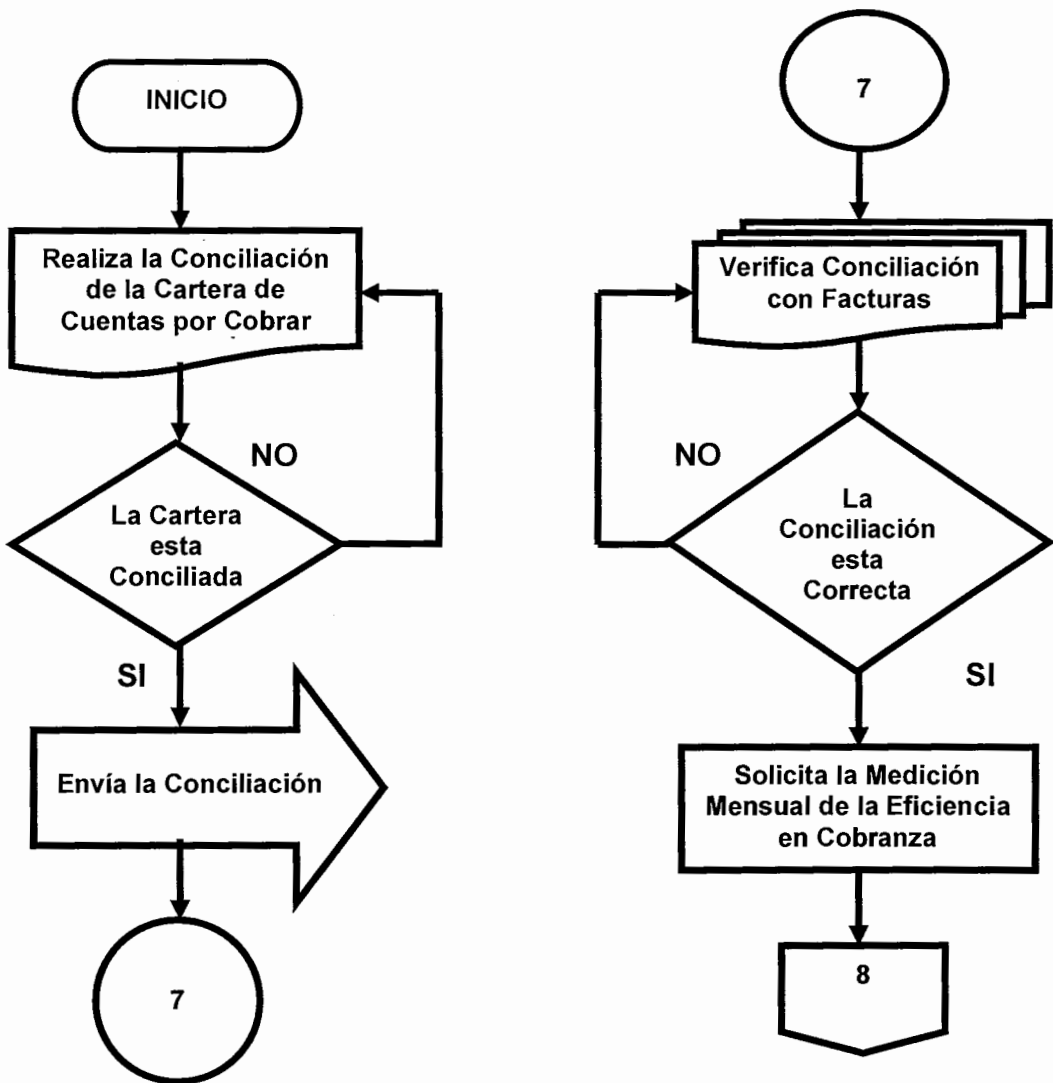 INICIO
Realiza la Conciliación
de la Cartera de
Cuentas por Cobrar
NO
La Cartera
esta
Conciliada
SI
Envía la Conciliación
7
7
Verifica Conciliación
con Facturas
NO
La
Conciliación
esta
Correcta
SI
Solicita la Medición
Mensual de la Eficiencia
en Cobranza
8